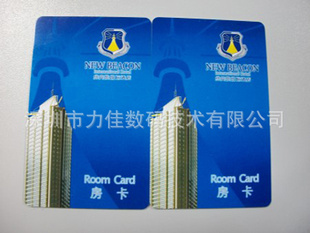 NEW BEACON
International Hotel
NEW BEACON
International Hotel
深圳市力佳数码技术有限公司
Room Card
房 卡
Room Card
房 卡